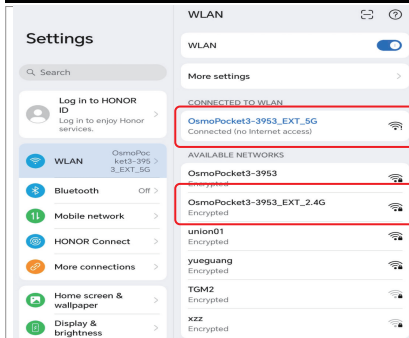 Settings
Search
Log in to HONOR
ID
Log in to enjoy Honor
services.
WLAN
OsmoPoc
ket3-395
3_EXT_5G
Bluetooth
Off
Mobile network
HONOR Connect
More connections
Home screen &
wallpaper
Display &
brightness
WLAN
WLAN
More settings
CONNECTED TO WLAN
OsmoPocket3-3953_EXT_5G
Connected (no Internet access)
AVAILABLE NETWORKS
OsmoPocket3-3953
Encrypted
OsmoPocket3-3953_EXT_2.4G
Encrypted
union01
Encrypted
yueguang
Encrypted
TGM2
Encrypted
xzz
Encrypted